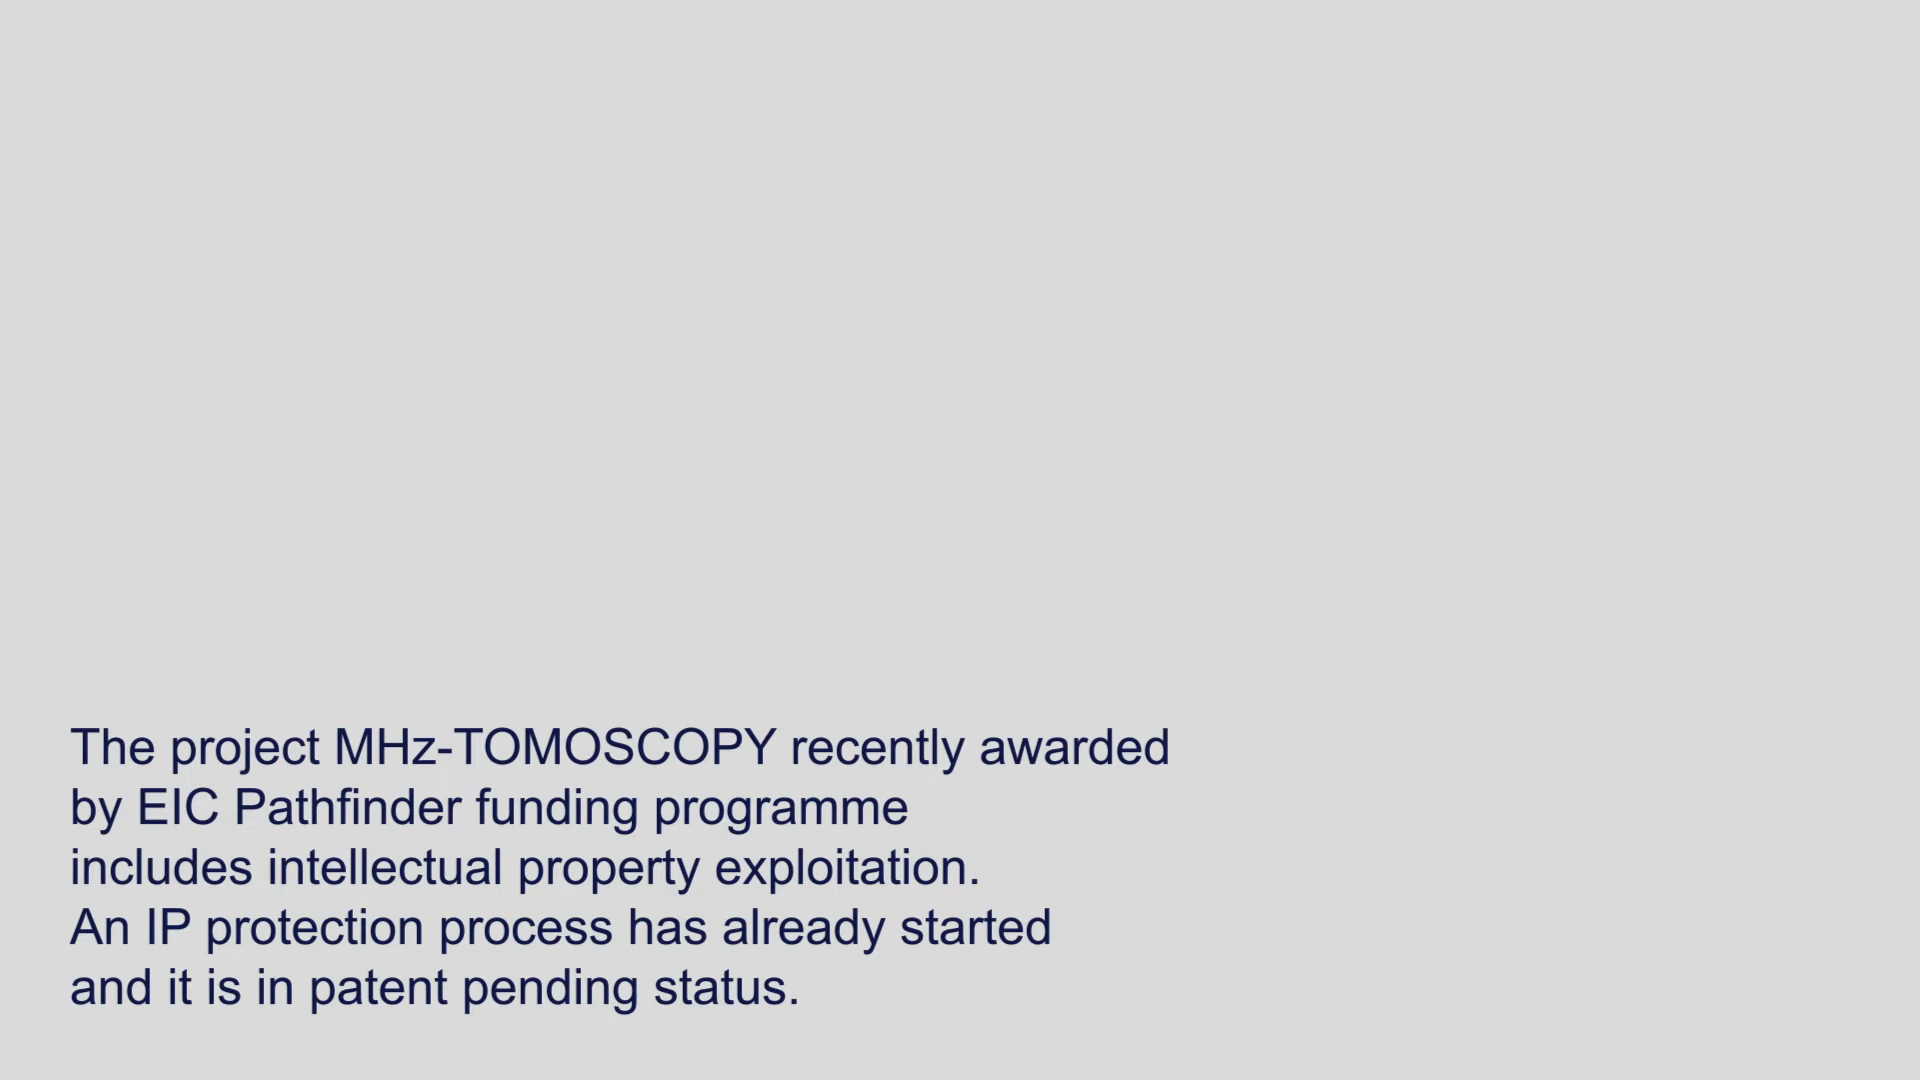 The project MHz-TOMOSCOPY recently awarded
by EIC Pathfinder funding programme
includes intellectual property exploitation.
An IP protection process has already started
and it is in patent pending status.